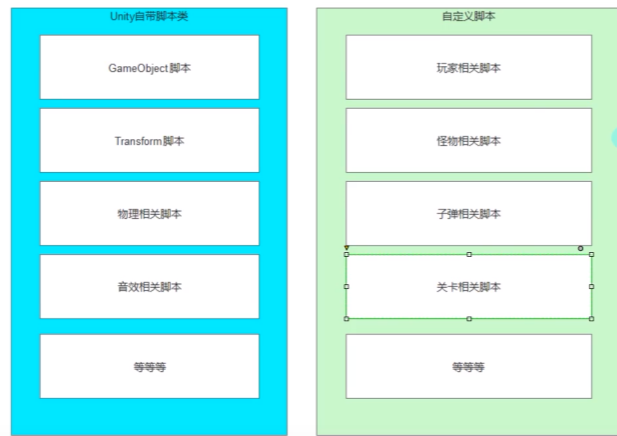 Unity自带脚本类
GameObject脚本
Transform脚本
物理相关脚本
音效相关脚本
等等等
自定义脚本
玩家相关脚本
怪物相关脚本
子弹相关脚本
关卡相关脚本
等等等